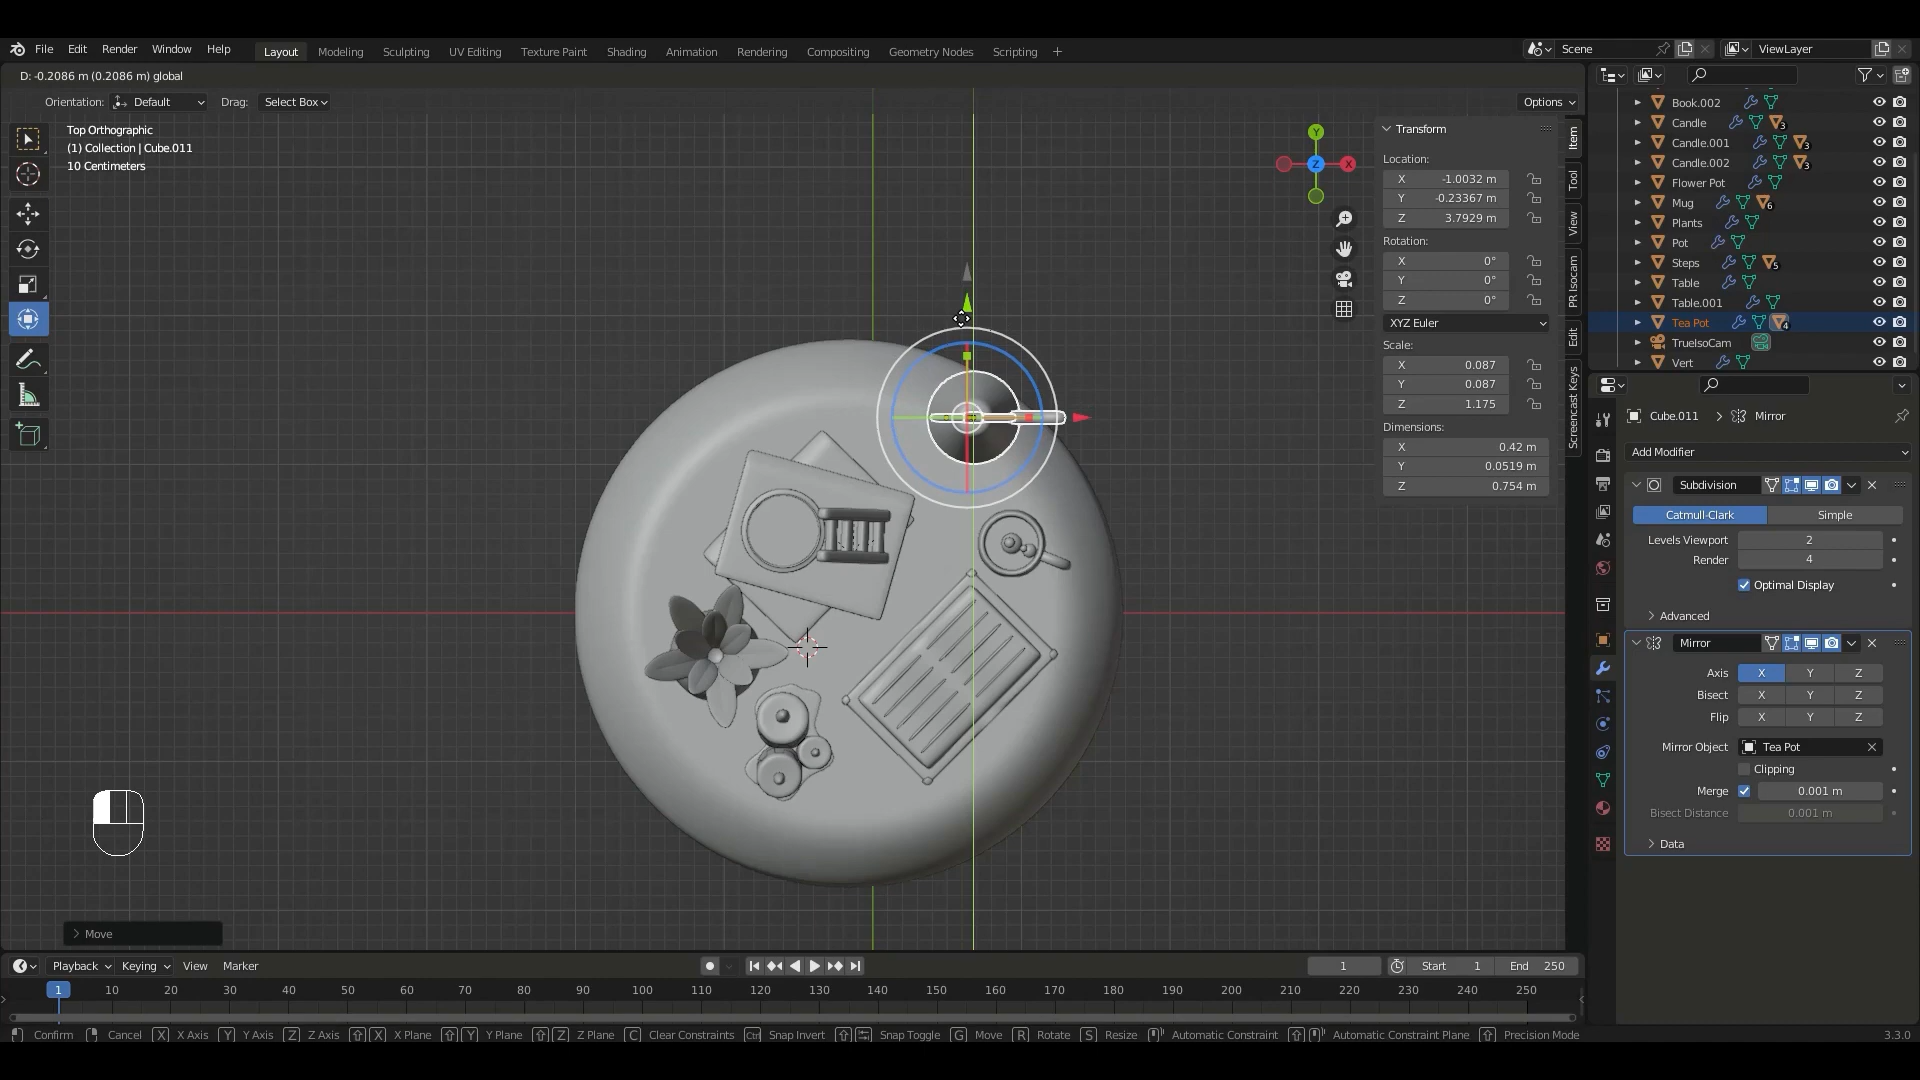 File Edit Render Window Help Layout Modeling Sculpting UV Editing Texture Paint Shading Animation Rendering Compositing Geometry Nodes Scripting + Scene ViewLayer
D: -0.2086 m (0.2086 m) global
Orientation: Default Drag: Select Box Options
Top Orthographic
(1) Collection | Cube.011
10 Centimeters
Y
X
Z
Transform
Location:
X -1.0032 m
Y -0.23367 m
Z 3.7929 m
Rotation:
X 0°
Y 0°
Z 0°
XYZ Euler
Scale:
X 0.087
Y 0.087
Z 1.175
Dimensions:
X 0.42 m
Y 0.0519 m
Z 0.754 m
Item
Tool
View
PR Isocam
Edit
Screencast Keys
Book.002
Candle 3
Candle.001 3
Candle.002 3
Flower Pot
Mug 6
Plants
Pot
Steps 5
Table
Table.001
Tea Pot 4
TrueIsoCam
Vert
Cube.011 > Mirror
Add Modifier
Subdivision
Catmull-Clark Simple
Levels Viewport 2
Render 4
Optimal Display
Advanced
Mirror
Axis X Y Z
Bisect X Y Z
Flip X Y Z
Mirror Object Tea Pot
Clipping
Merge 0.001 m
Bisect Distance 0.001 m
Data
Move
Playback Keying View Marker 1 Start 1 End 250
1 10 20 30 40 50 60 70 80 90 100 110 120 130 140 150 160 170 180 190 200 210 220 230 240 250
Confirm Cancel X X Axis Y Y Axis Z Z Axis X X Plane Y Y Plane Z Z Plane C Clear Constraints Ctrl Snap Invert Snap Toggle G Move R Rotate S Resize Automatic Constraint Automatic Constraint Plane Precision Mode 3.3.0